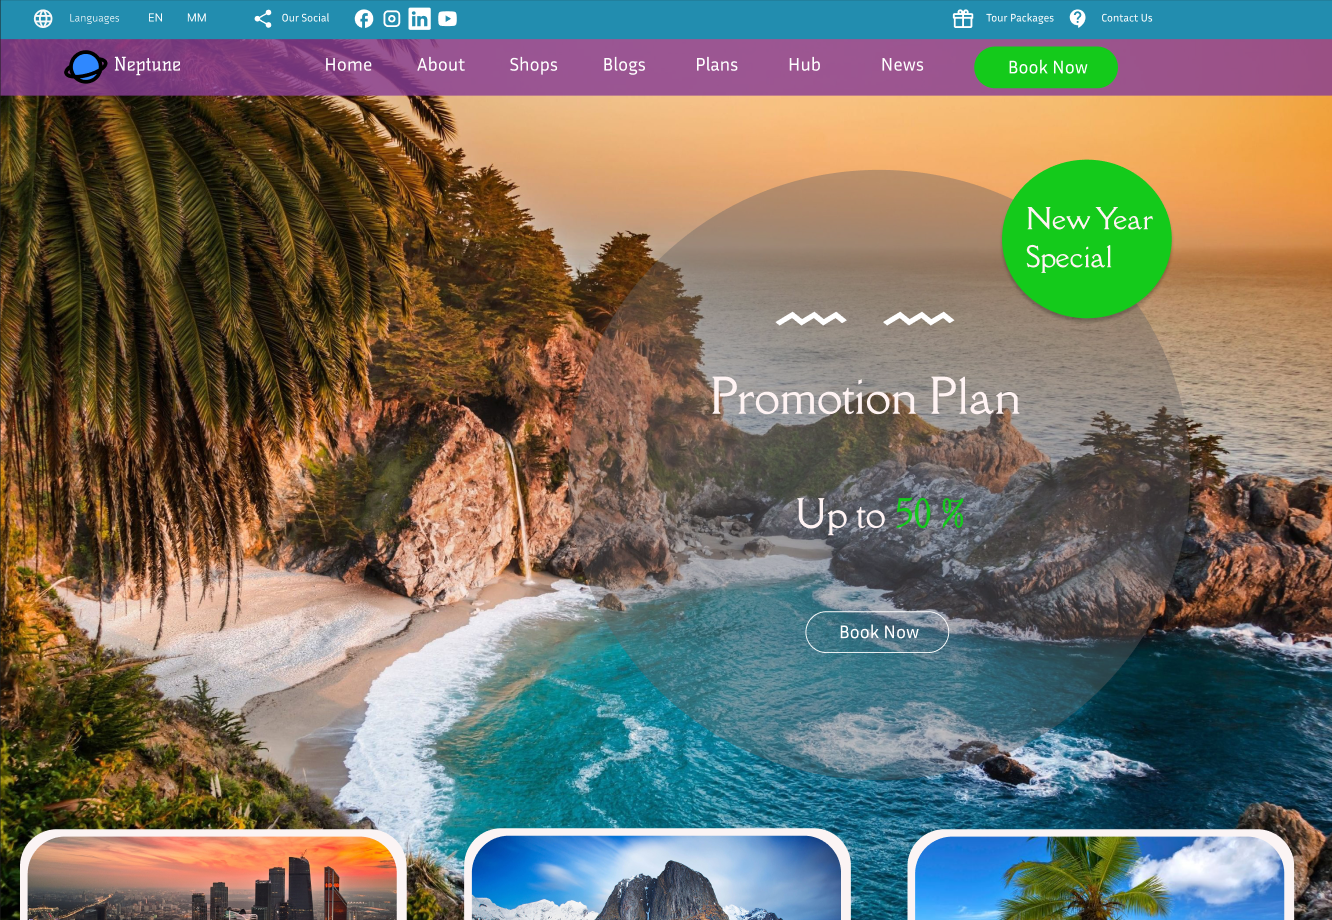 Languages EN MM Our Social Tour Packages Contact Us
Neptune Home About Shops Blogs Plans Hub News Book Now
New Year
Special
Promotion Plan
Up to 50 %
Book Now